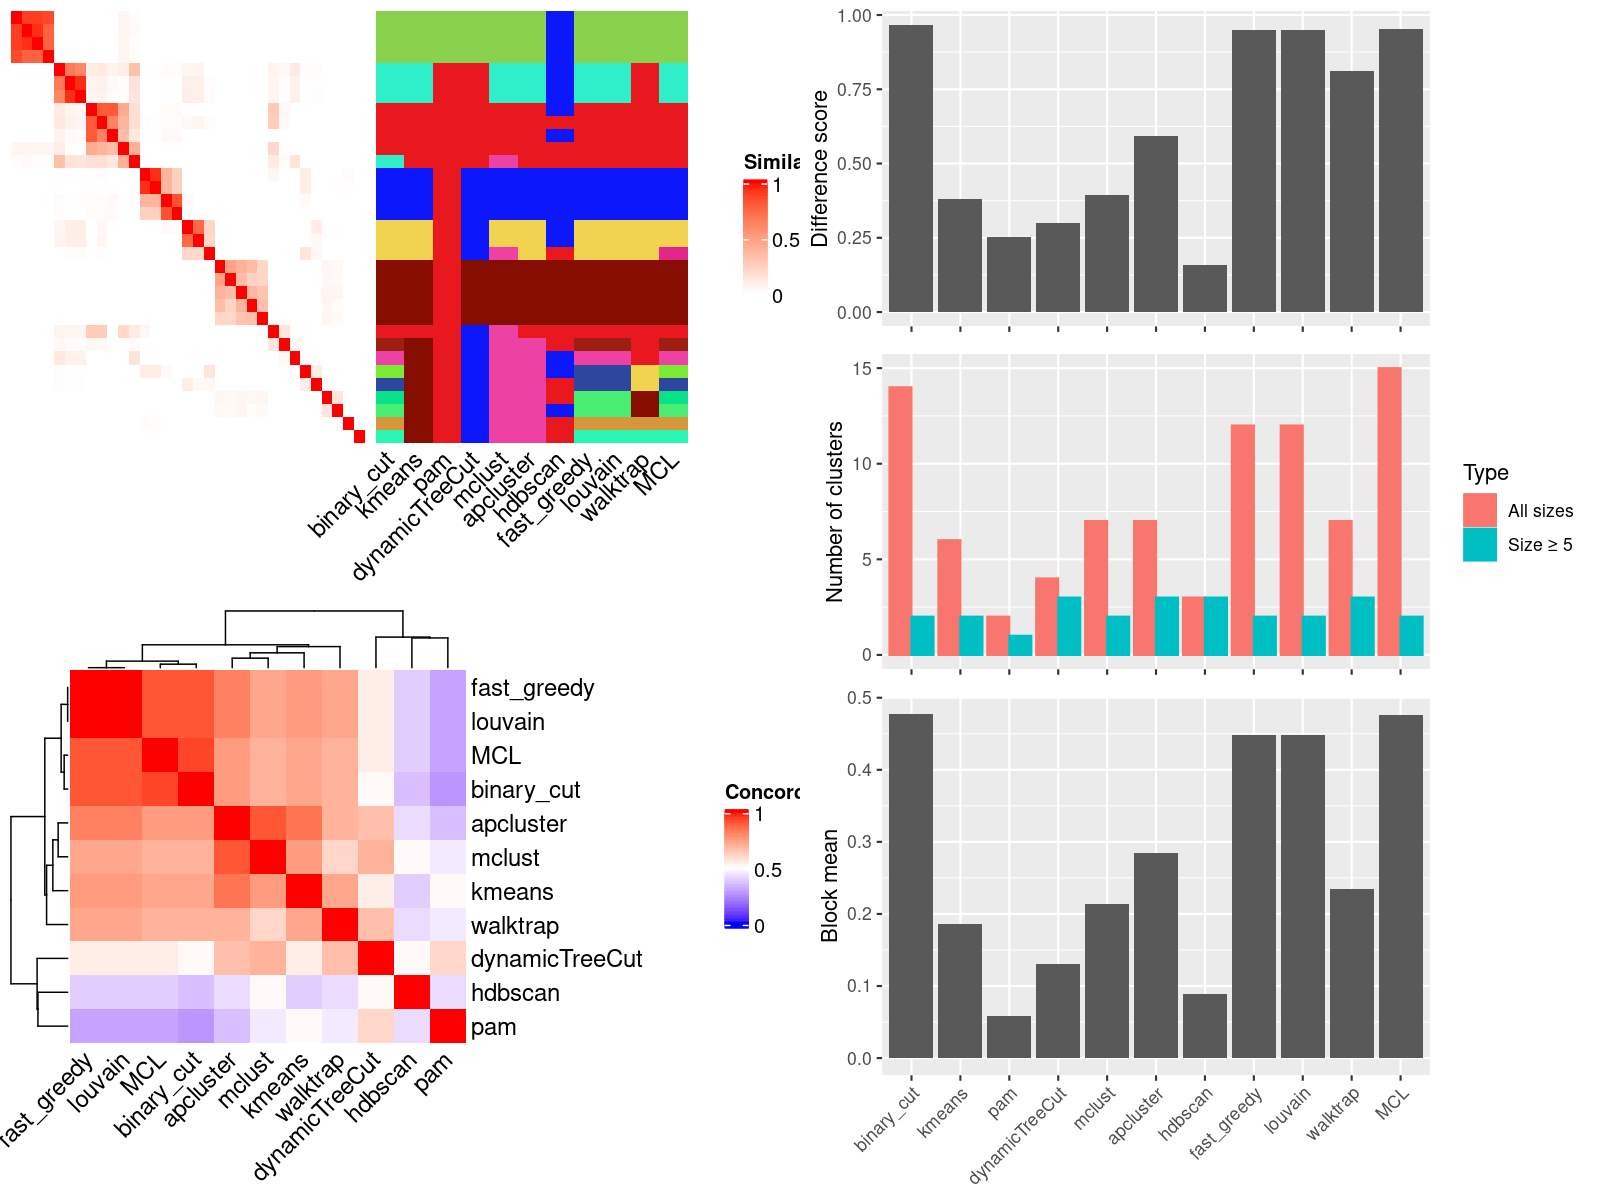 Simila
1
0.5
0
binary_cut
kmeans
pam
dynamicTreeCut
mclust
apcluster
hdbscan
fast_greedy
louvain
walktrap
MCL
fast_greedy
louvain
MCL
binary_cut
apcluster
mclust
kmeans
walktrap
dynamicTreeCut
hdbscan
pam
Concord
1
0.5
0
fast_greedy
louvain
MCL
binary_cut
apcluster
mclust
kmeans
walktrap
dynamicTreeCut
hdbscan
pam
Difference score
1.00
0.75
0.50
0.25
0.00
Number of clusters
15
10
5
0
Type
All sizes
Size ≥ 5
Block mean
0.5
0.4
0.3
0.2
0.1
0.0
binary_cut
kmeans
pam
dynamicTreeCut
mclust
apcluster
hdbscan
fast_greedy
louvain
walktrap
MCL